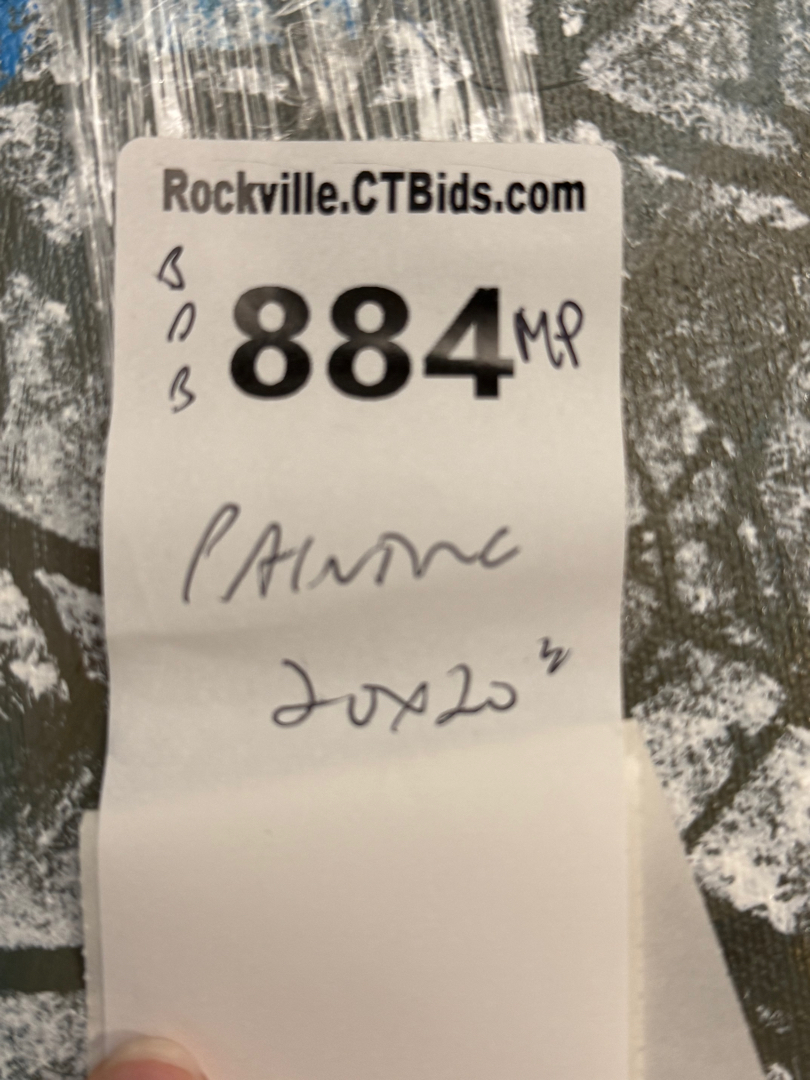 Rockville.CTBids.com
B
D
B
884 MP
PAINTING
20x20"